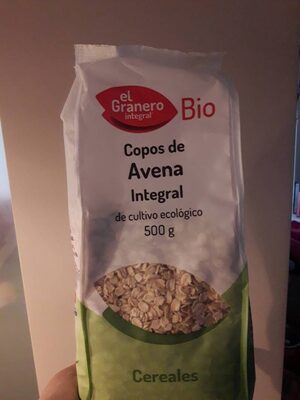 el
Granero
integral
Bio
Copos de
Avena
Integral
de cultivo ecológico
500 g
Cereales